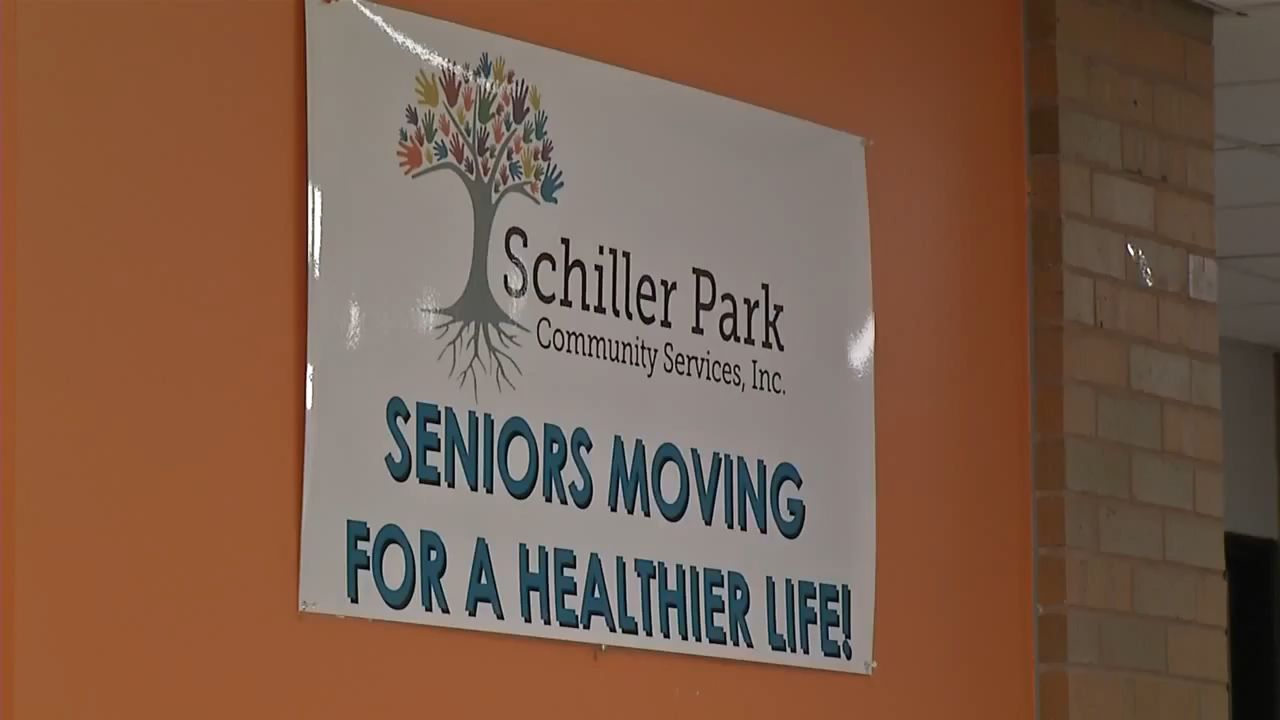 Schiller Park
Community Services, Inc.
SENIORS MOVING
FOR A HEALTHIER LIFE!